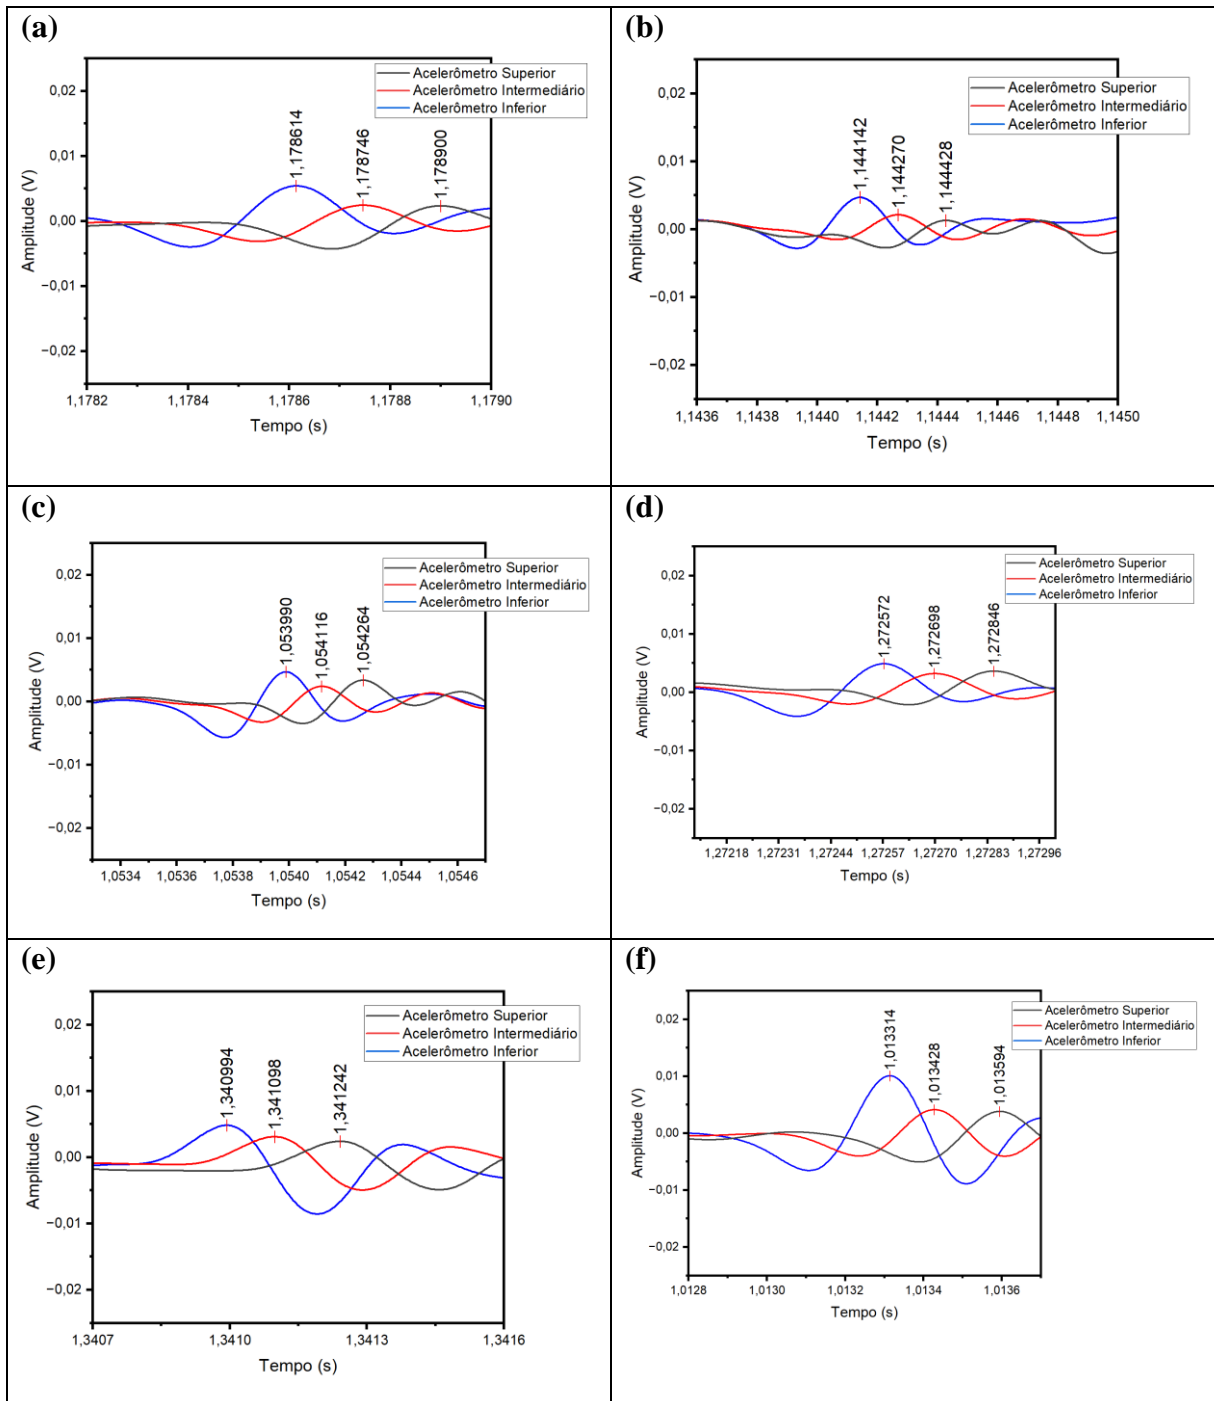 (a)
Acelerômetro Superior
Acelerômetro Intermediário
Acelerômetro Inferior
1,178614
1,178746
1,178900
0,02
0,01
0,00
−0,01
−0,02
Amplitude (V)
1,1782 1,1784 1,1786 1,1788 1,1790
Tempo (s)
(b)
Acelerômetro Superior
Acelerômetro Intermediário
Acelerômetro Inferior
1,144142
1,144270
1,144428
0,02
0,01
0,00
−0,01
−0,02
Amplitude (V)
1,1436 1,1438 1,1440 1,1442 1,1444 1,1446 1,1448 1,1450
Tempo (s)
(c)
Acelerômetro Superior
Acelerômetro Intermediário
Acelerômetro Inferior
1,053990
1,054116
1,054264
0,02
0,01
0,00
−0,01
−0,02
Amplitude (V)
1,0534 1,0536 1,0538 1,0540 1,0542 1,0544 1,0546
Tempo (s)
(d)
Acelerômetro Superior
Acelerômetro Intermediário
Acelerômetro Inferior
1,272572
1,272698
1,272846
0,02
0,01
0,00
−0,01
−0,02
Amplitude (V)
1,27218 1,27231 1,27244 1,27257 1,27270 1,27283 1,27296
Tempo (s)
(e)
Acelerômetro Superior
Acelerômetro Intermediário
Acelerômetro Inferior
1,340994
1,341098
1,341242
0,02
0,01
0,00
−0,01
−0,02
Amplitude (V)
1,3407 1,3410 1,3413 1,3416
Tempo (s)
(f)
Acelerômetro Superior
Acelerômetro Intermediário
Acelerômetro Inferior
1,013314
1,013428
1,013594
0,02
0,01
0,00
−0,01
−0,02
Amplitude (V)
1,0128 1,0130 1,0132 1,0134 1,0136
Tempo (s)